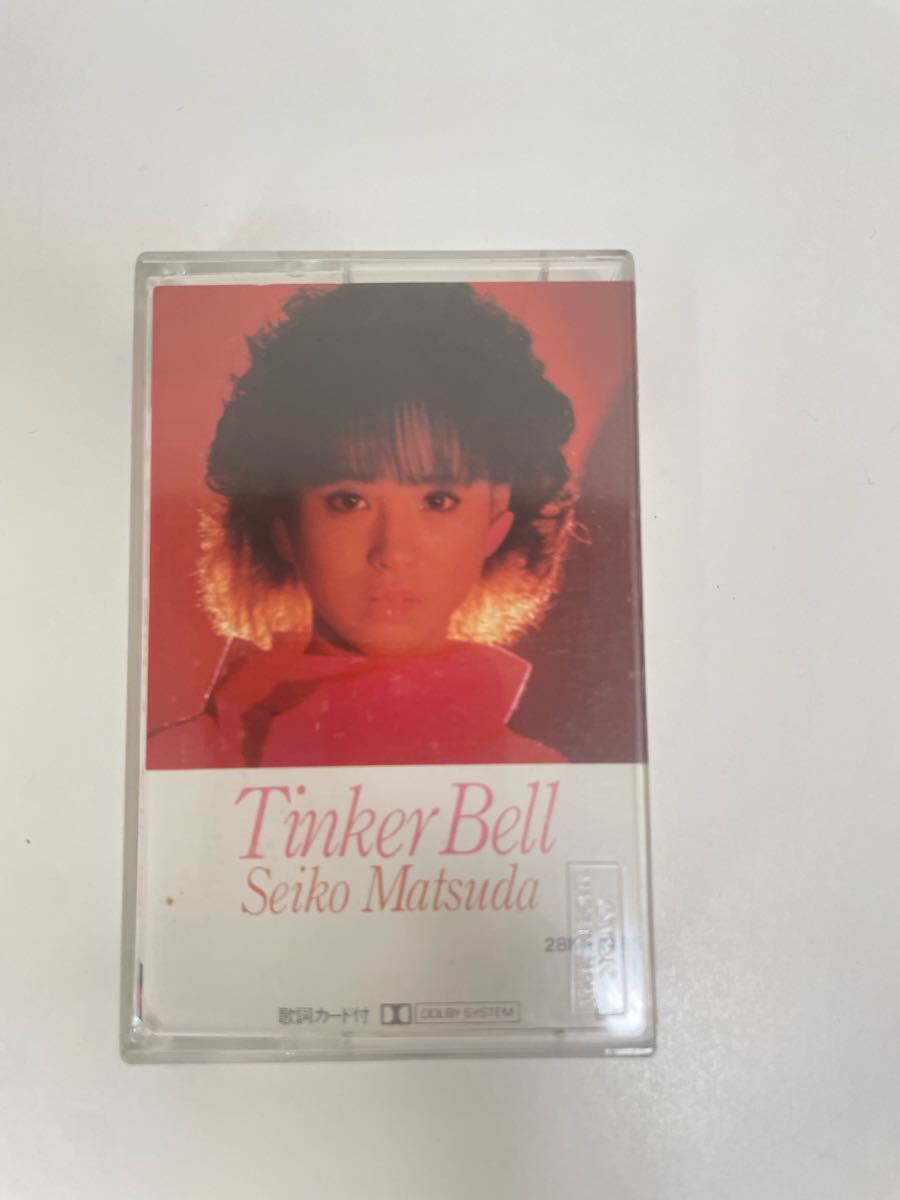 Tinker Bell
Seiko Matsuda
歌詞カード付 DOLBY SYSTEM